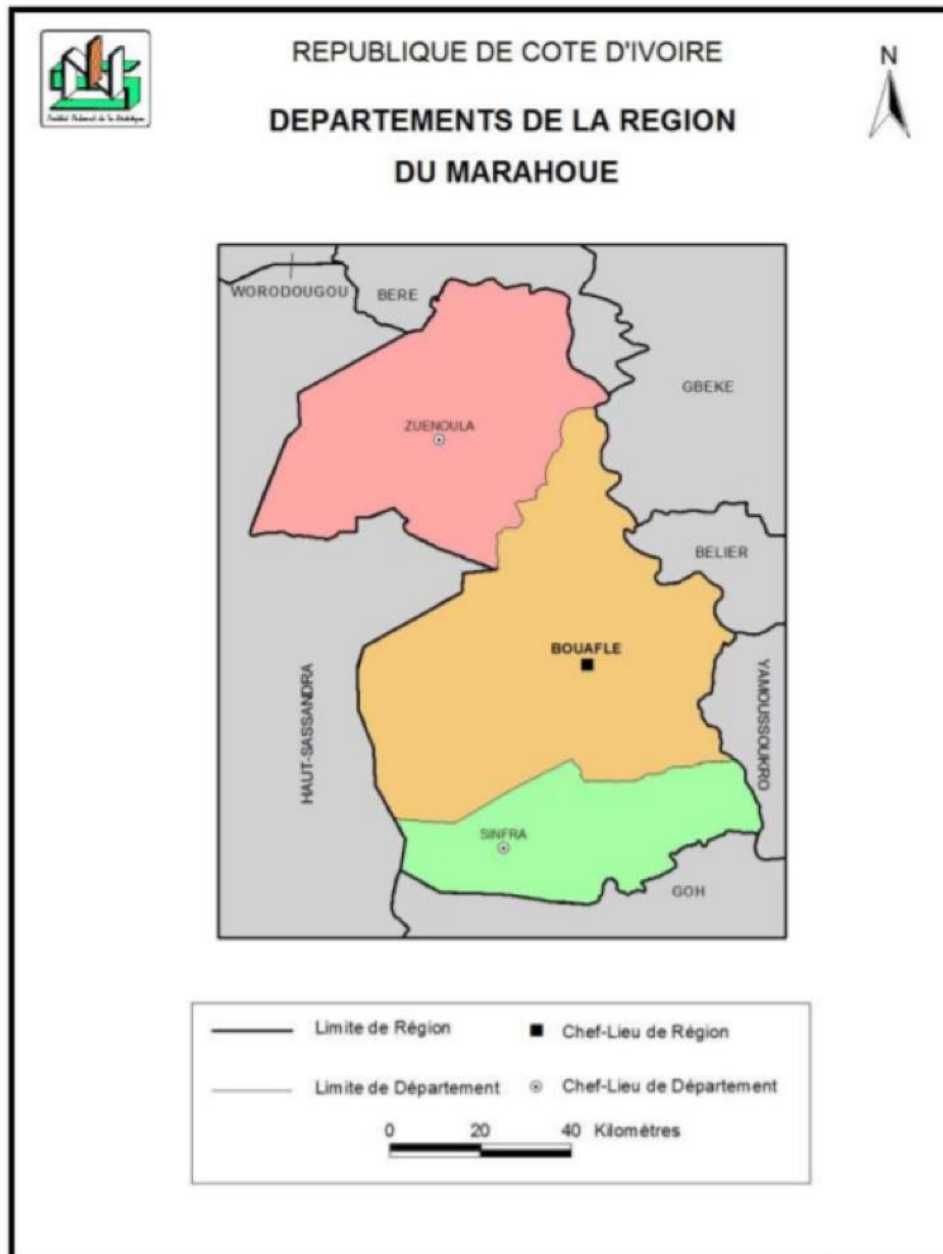 REPUBLIQUE DE COTE D'IVOIRE
N
DEPARTEMENTS DE LA REGION
DU MARAHOUE
WORODOUGOU
BERE
GBEKE
ZUENOULA
BELIER
BOUAFLE
HAUT-SASSANDRA
YAMOUSSOUKRO
SINFRA
GOH
Limite de Région
Chef-Lieu de Région
Limite de Département
Chef-Lieu de Département
0 20 40 Kilomètres